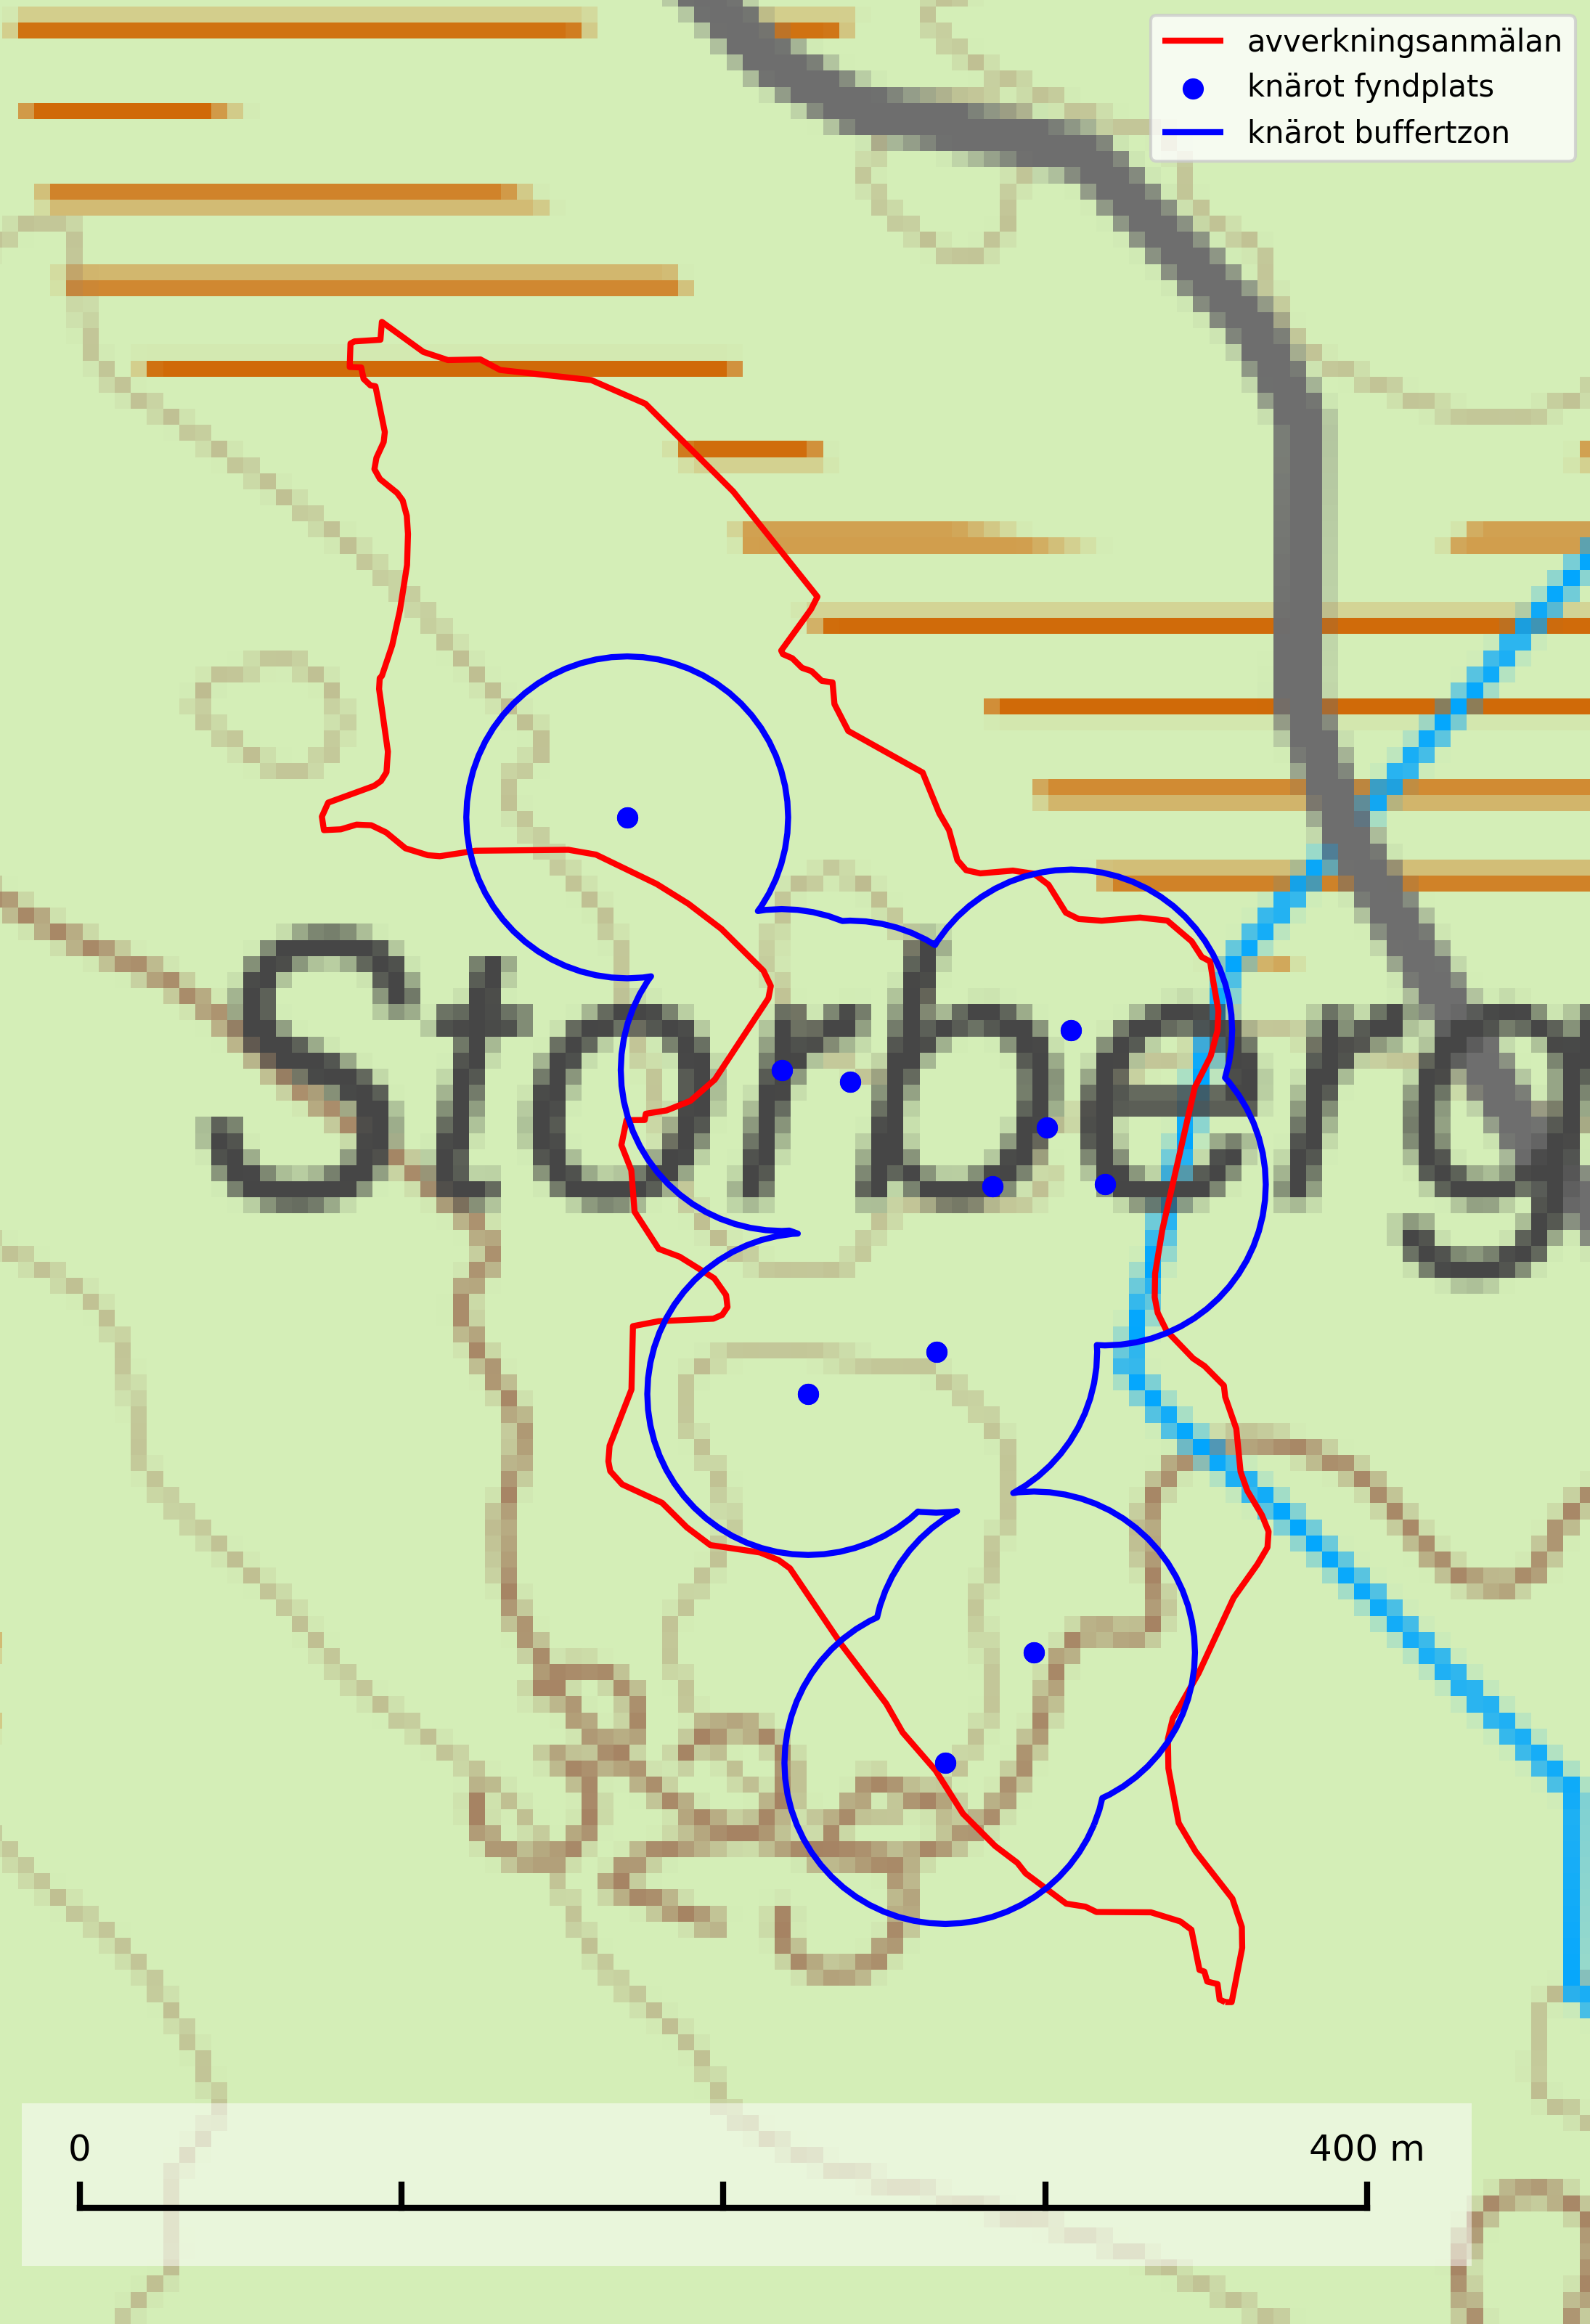 avverkningsanmälan
knärot fyndplats
knärot buffertzon
Storberg
0 400 m